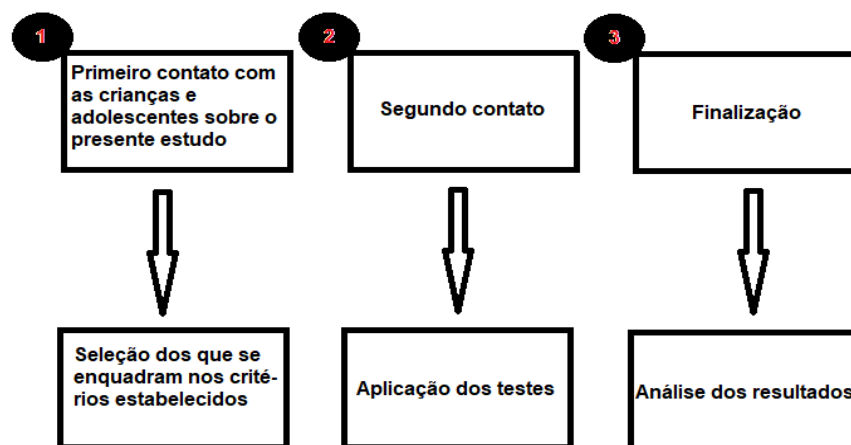 1
Primeiro contato com
as crianças e
adolescentes sobre o
presente estudo
Seleção dos que se
enquadram nos crité-
rios estabelecidos
2
Segundo contato
Aplicação dos testes
3
Finalização
Análise dos resultados